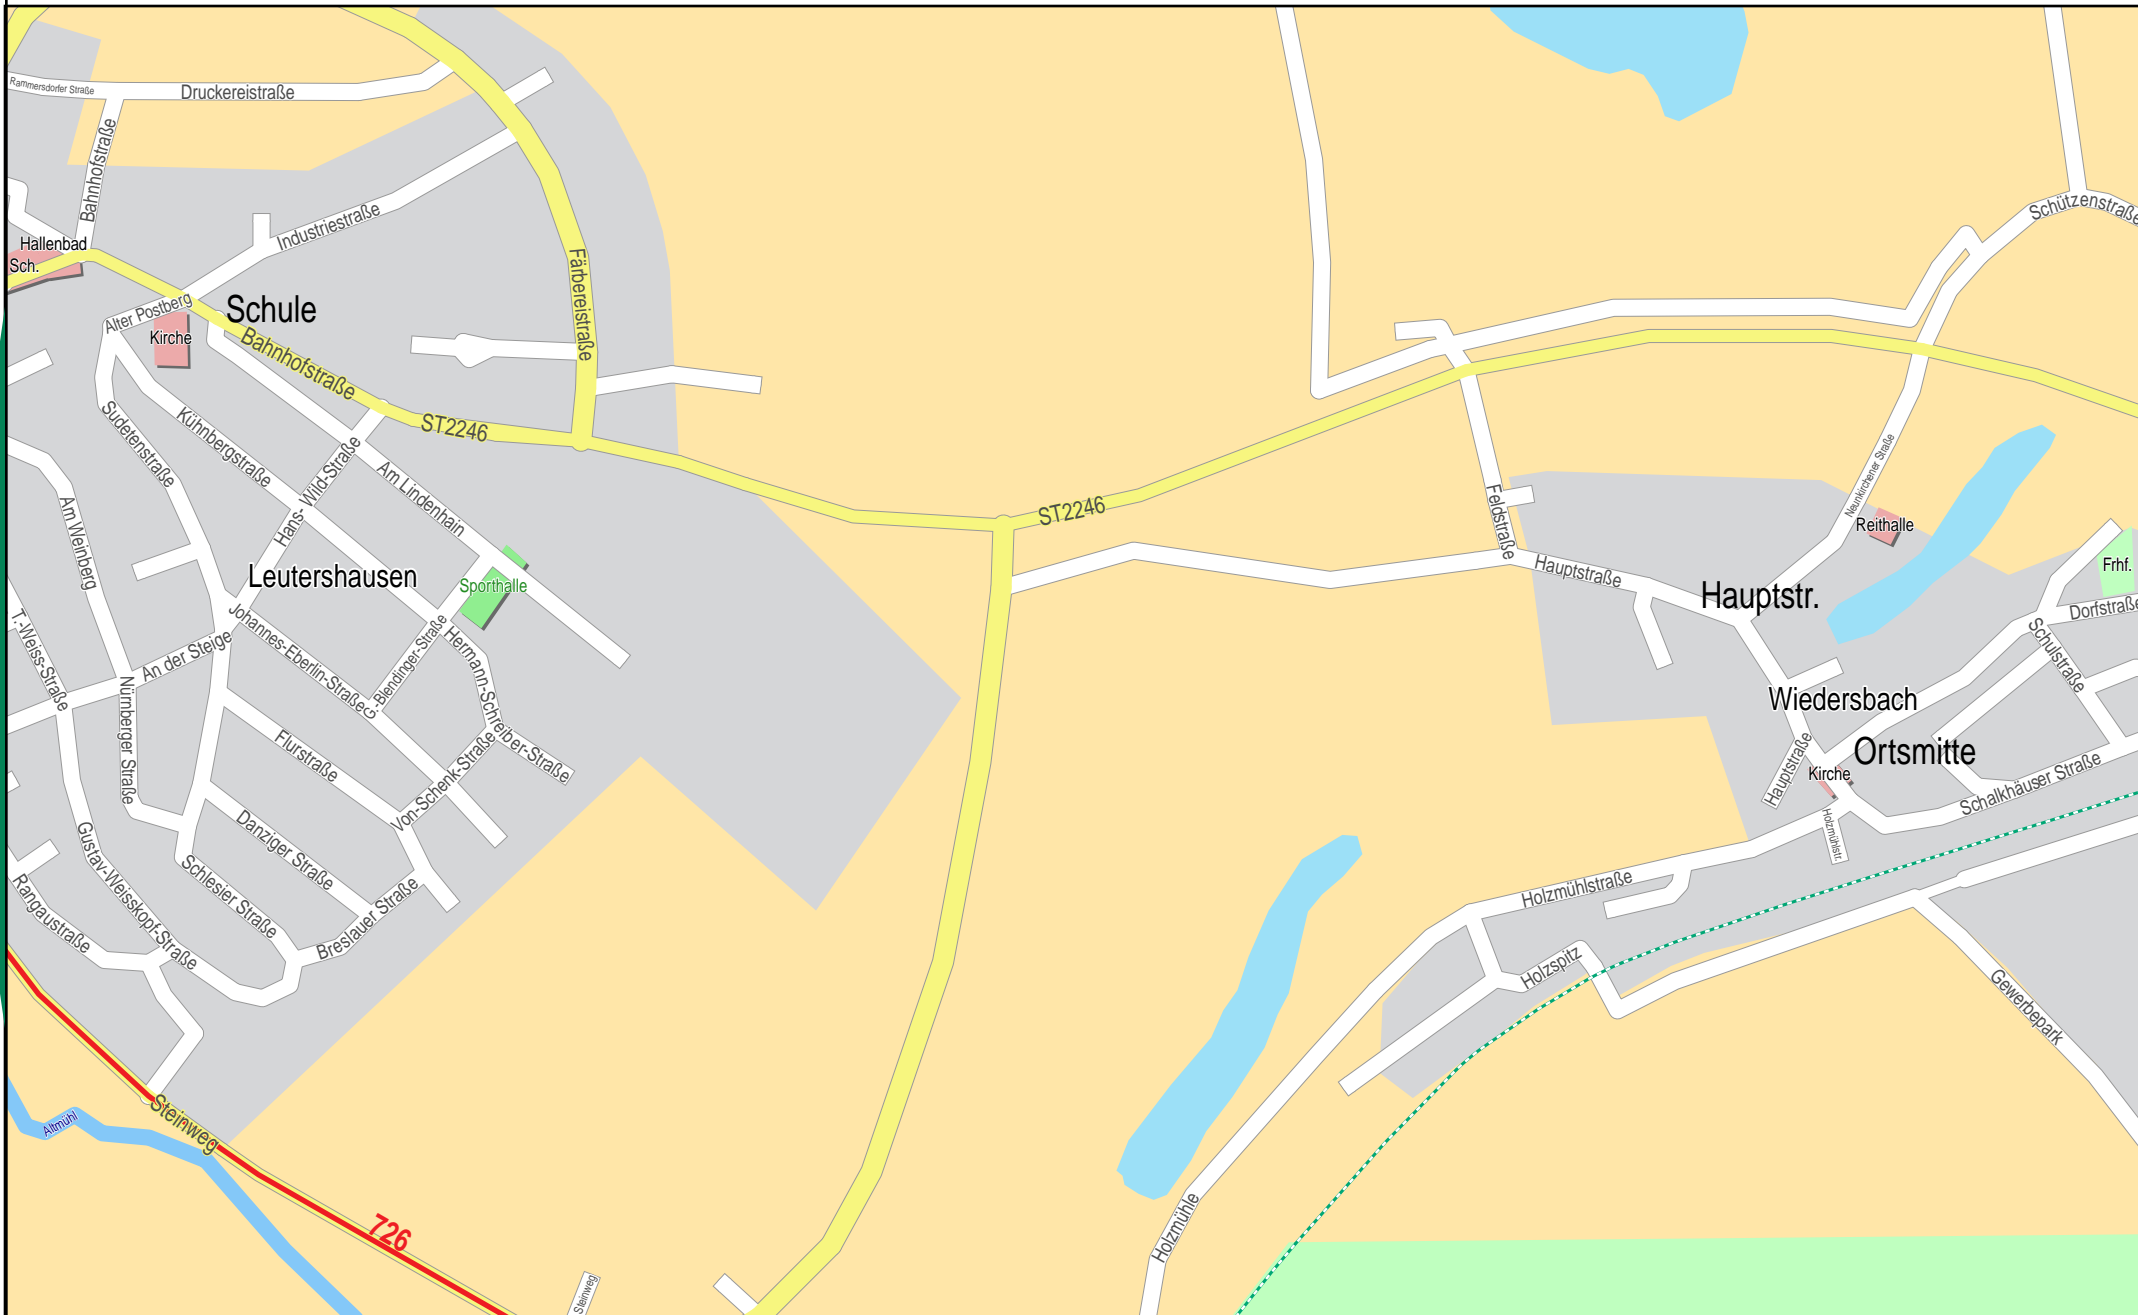 Rammersdorfer Straße
Druckereistraße
Bahnhofstraße
Industriestraße
Schützenstraße
Hallenbad
Sch.
Färbereistraße
Alter Postberg
Schule
Kirche
Bahnhofstraße
ST2246
Sudetenstraße
Kühnbergstraße
Hans- Wild-Straße
Am Lindenhain
Am Weinberg
ST2246
Feldstraße
Neunkirchener Straße
Reithalle
Frhf.
Hauptstraße
Hauptstr.
Dorfstraße
Leutershausen
Sporthalle
T.-Weiss-Straße
Johannes-Eberlin-Straße
G.-Blendinger-Straße
Hermann-Schreiber-Straße
An der Steige
Schulstraße
Nürnberger Straße
Wiedersbach
Flurstraße
Von-Schenk-Straße
Hauptstraße
Ortsmitte
Kirche
Schalkhäuser Straße
Holzmühlstr.
Gustav-Weisskopf-Straße
Danziger Straße
Schlesier Straße
Breslauer Straße
Rangaustraße
Holzmühlstraße
Holzspitz
Gewerbepark
Altmühl
Steinweg
726
Holzmühle
Steinweg